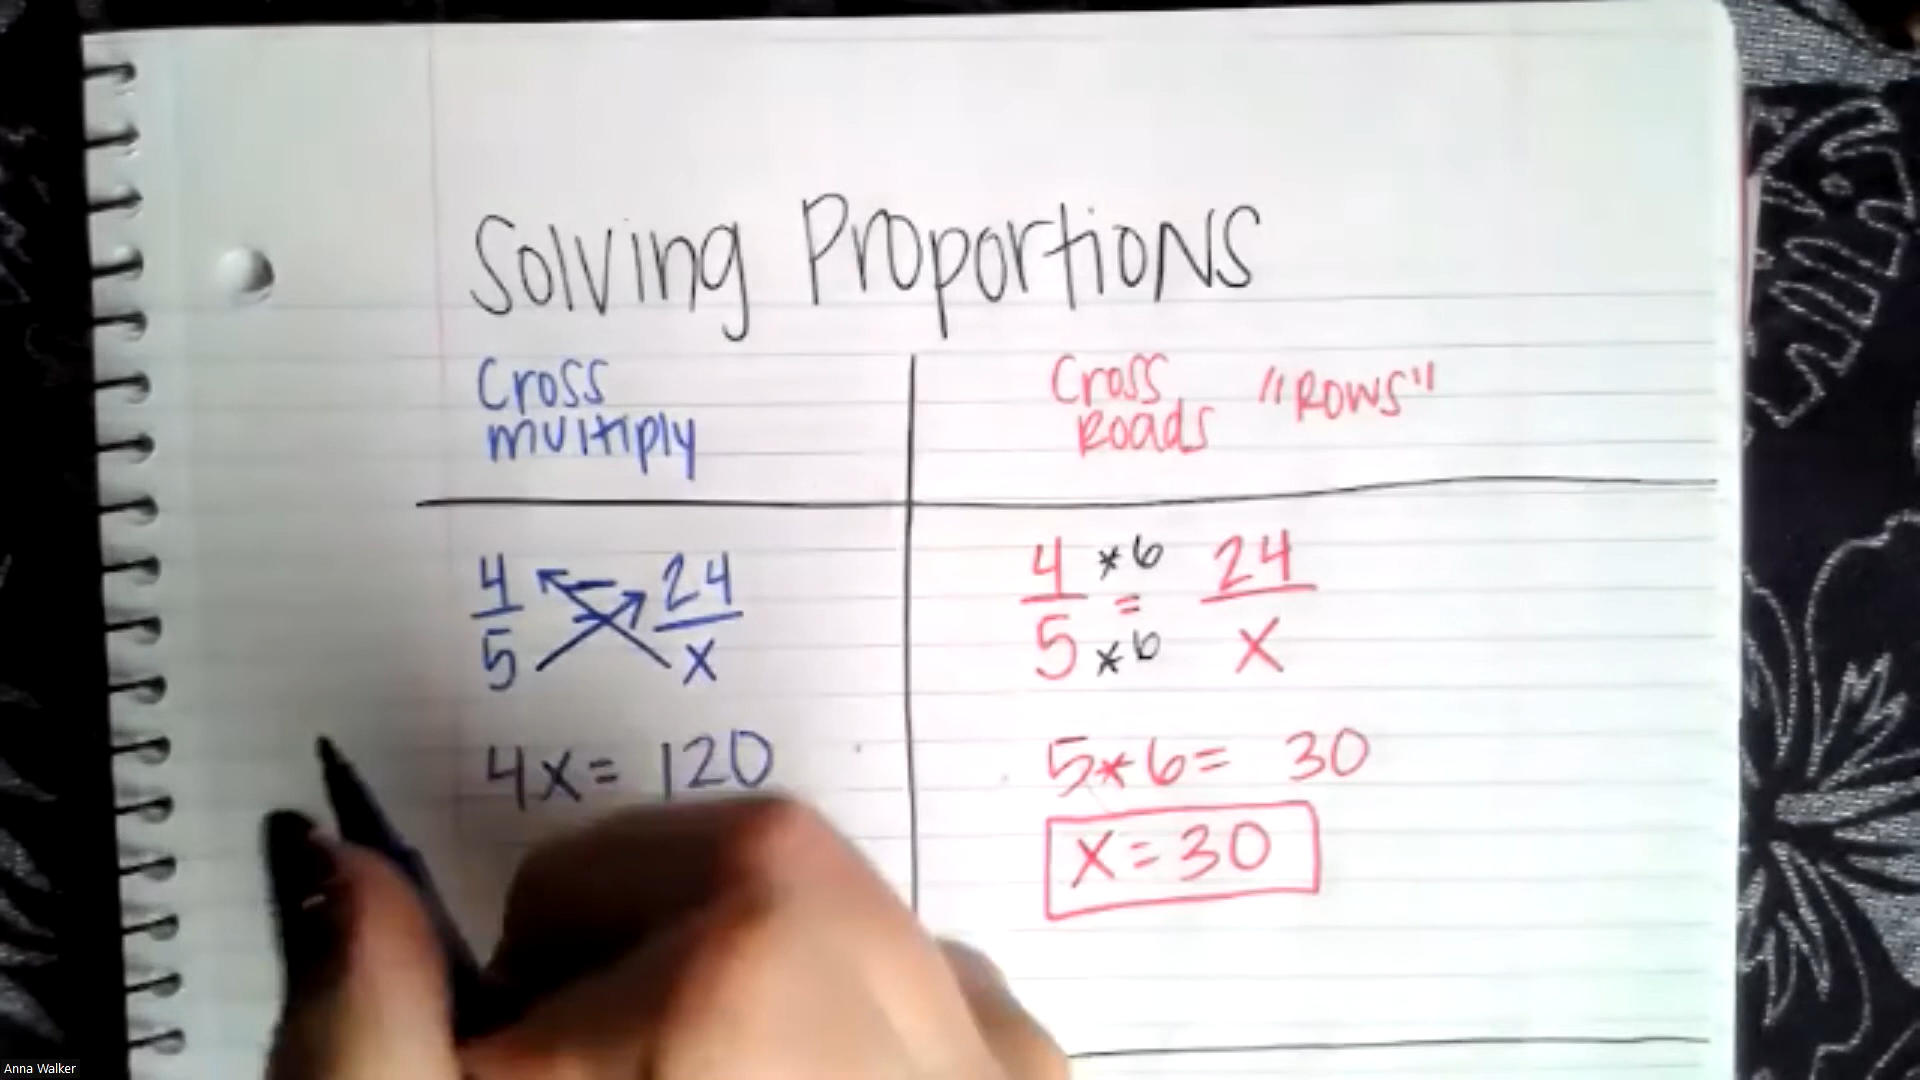 Solving Proportions
Cross
multiply
Cross
Roads "Rows"
4/5 = 24/x
4x = 120
4/5 *6 = *6 24/x
5*6= 30
x=30
Anna Walker